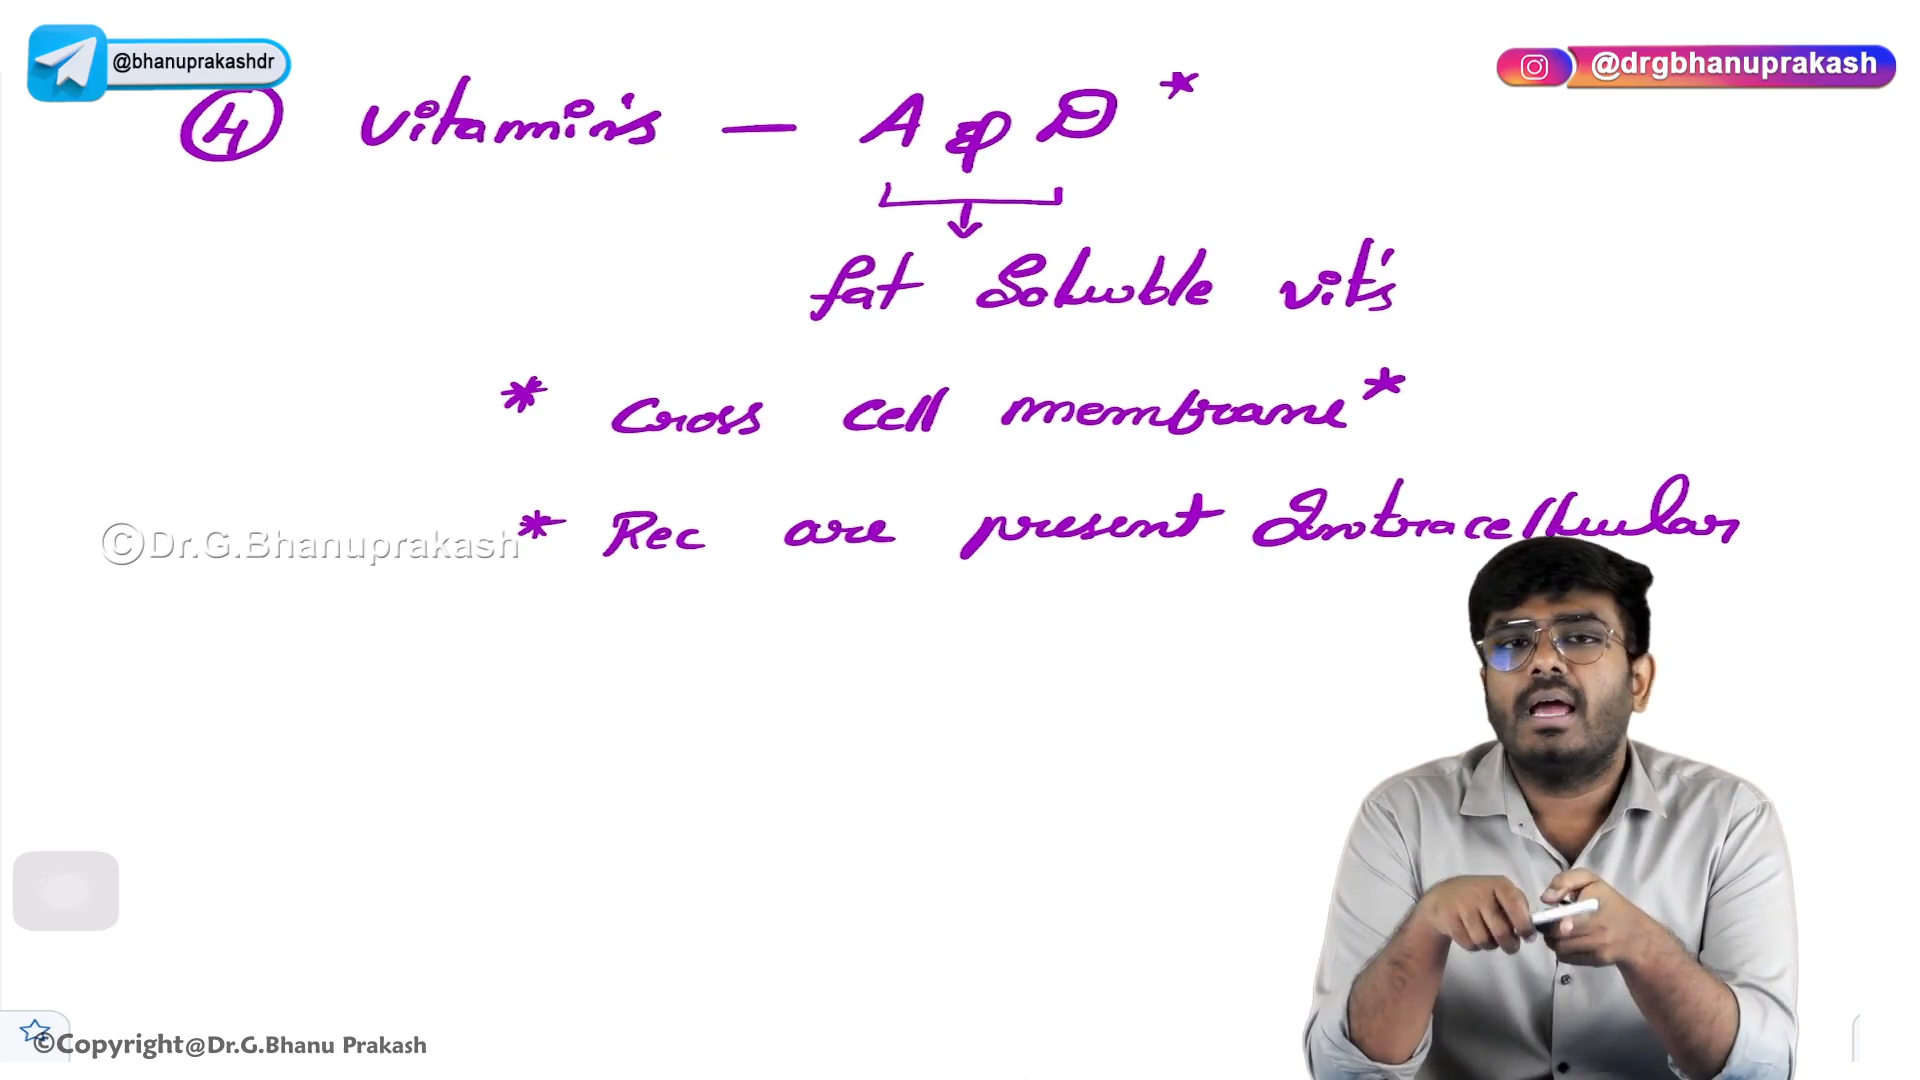 @bhanuprakashdr
@drgbhanuprakash
4 Vitamin's — A & D *
fat Soluble vit's
* Cross cell membrane *
* Rec are present Intracellular
©Dr.G.Bhanuprakash
©Copyright@Dr.G.Bhanu Prakash